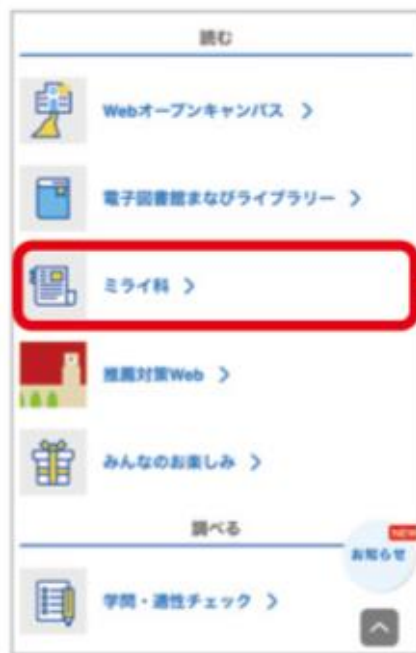 読む
Webオープンキャンパス
電子図書館まなびライブラリー
ミライ科
推薦対策Web
みんなのお楽しみ
調べる
NEW
お知らせ
学問・適性チェック